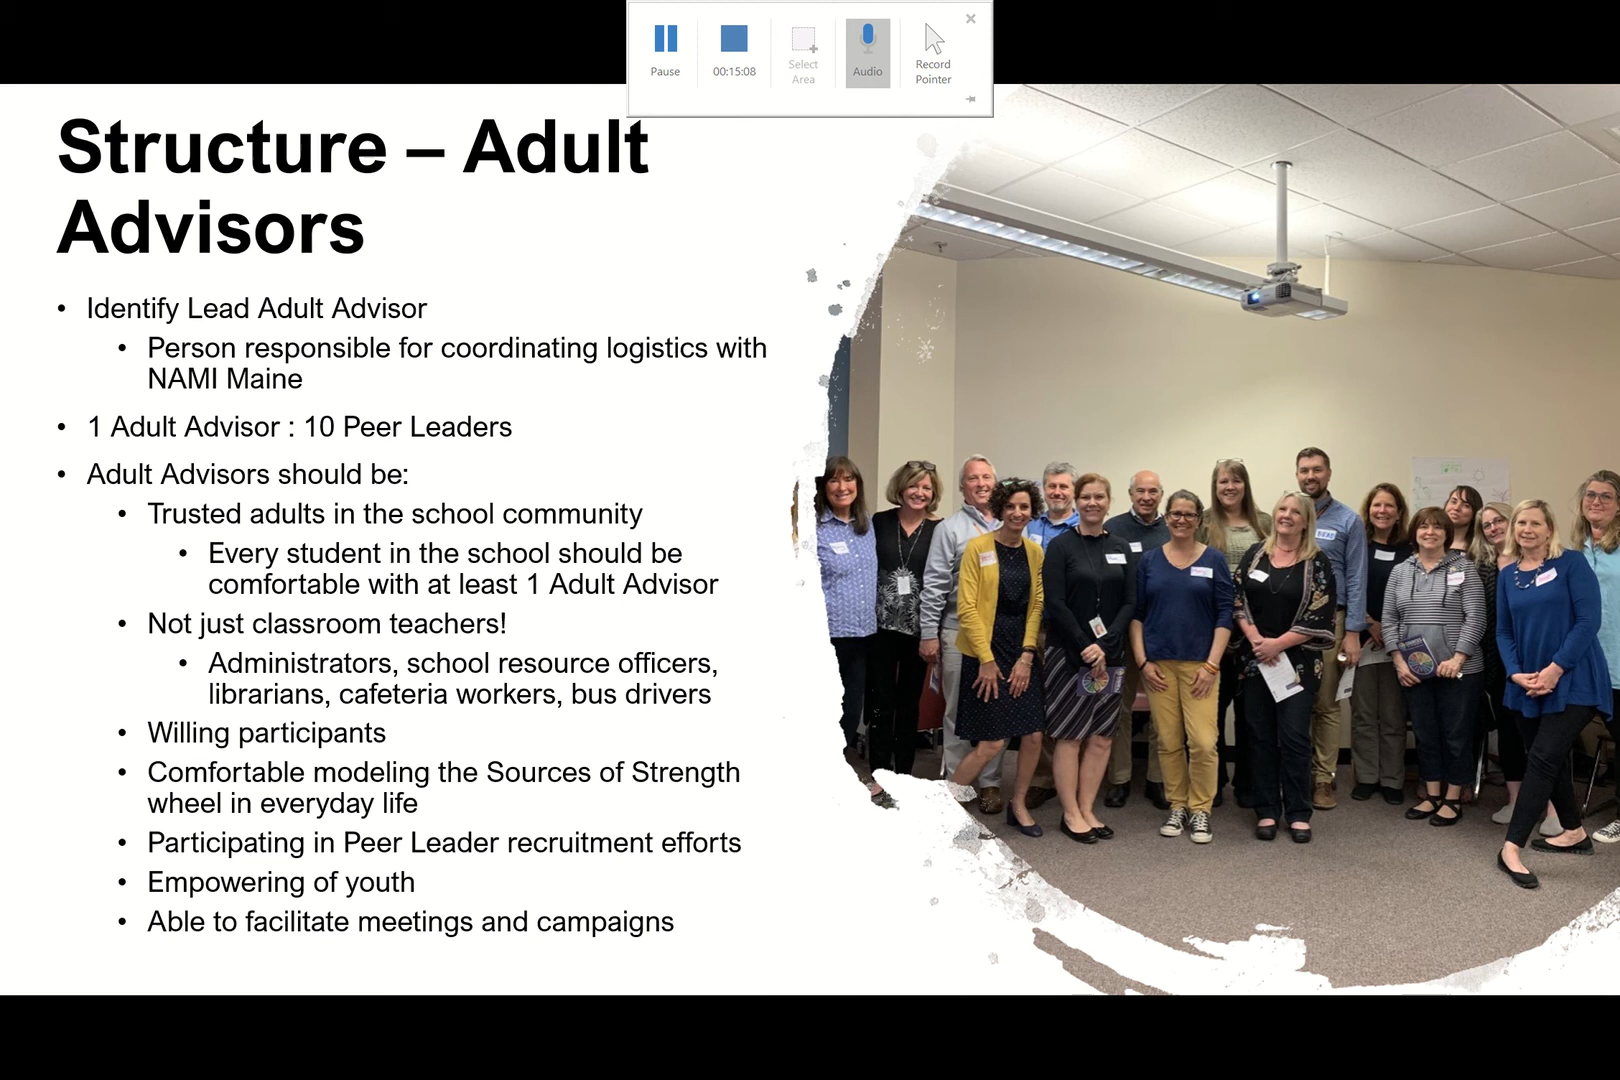 Pause
00:15:08
Select
Area
Audio
Record
Pointer
Structure – Adult
Advisors
• Identify Lead Adult Advisor
• Person responsible for coordinating logistics with
NAMI Maine
• 1 Adult Advisor : 10 Peer Leaders
• Adult Advisors should be:
• Trusted adults in the school community
• Every student in the school should be
comfortable with at least 1 Adult Advisor
• Not just classroom teachers!
• Administrators, school resource officers,
librarians, cafeteria workers, bus drivers
• Willing participants
• Comfortable modeling the Sources of Strength
wheel in everyday life
• Participating in Peer Leader recruitment efforts
• Empowering of youth
• Able to facilitate meetings and campaigns